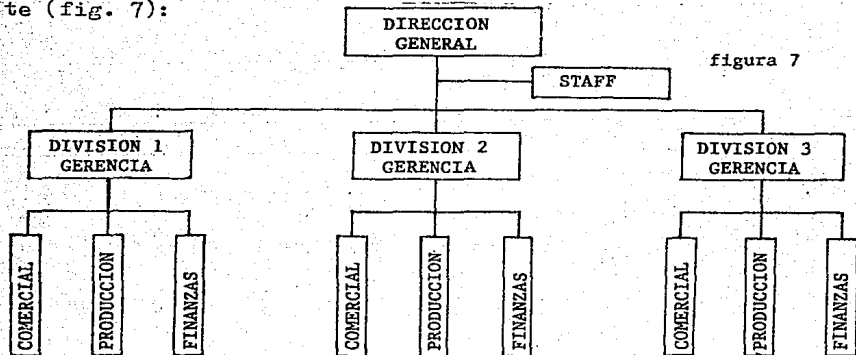 te (fig. 7):
DIRECCION
GENERAL
figura 7
STAFF
DIVISION 1
GERENCIA
DIVISION 2
GERENCIA
DIVISION 3
GERENCIA
COMERCIAL
PRODUCCION
FINANZAS
COMERCIAL
PRODUCCION
FINANZAS
COMERCIAL
PRODUCCION
FINANZAS